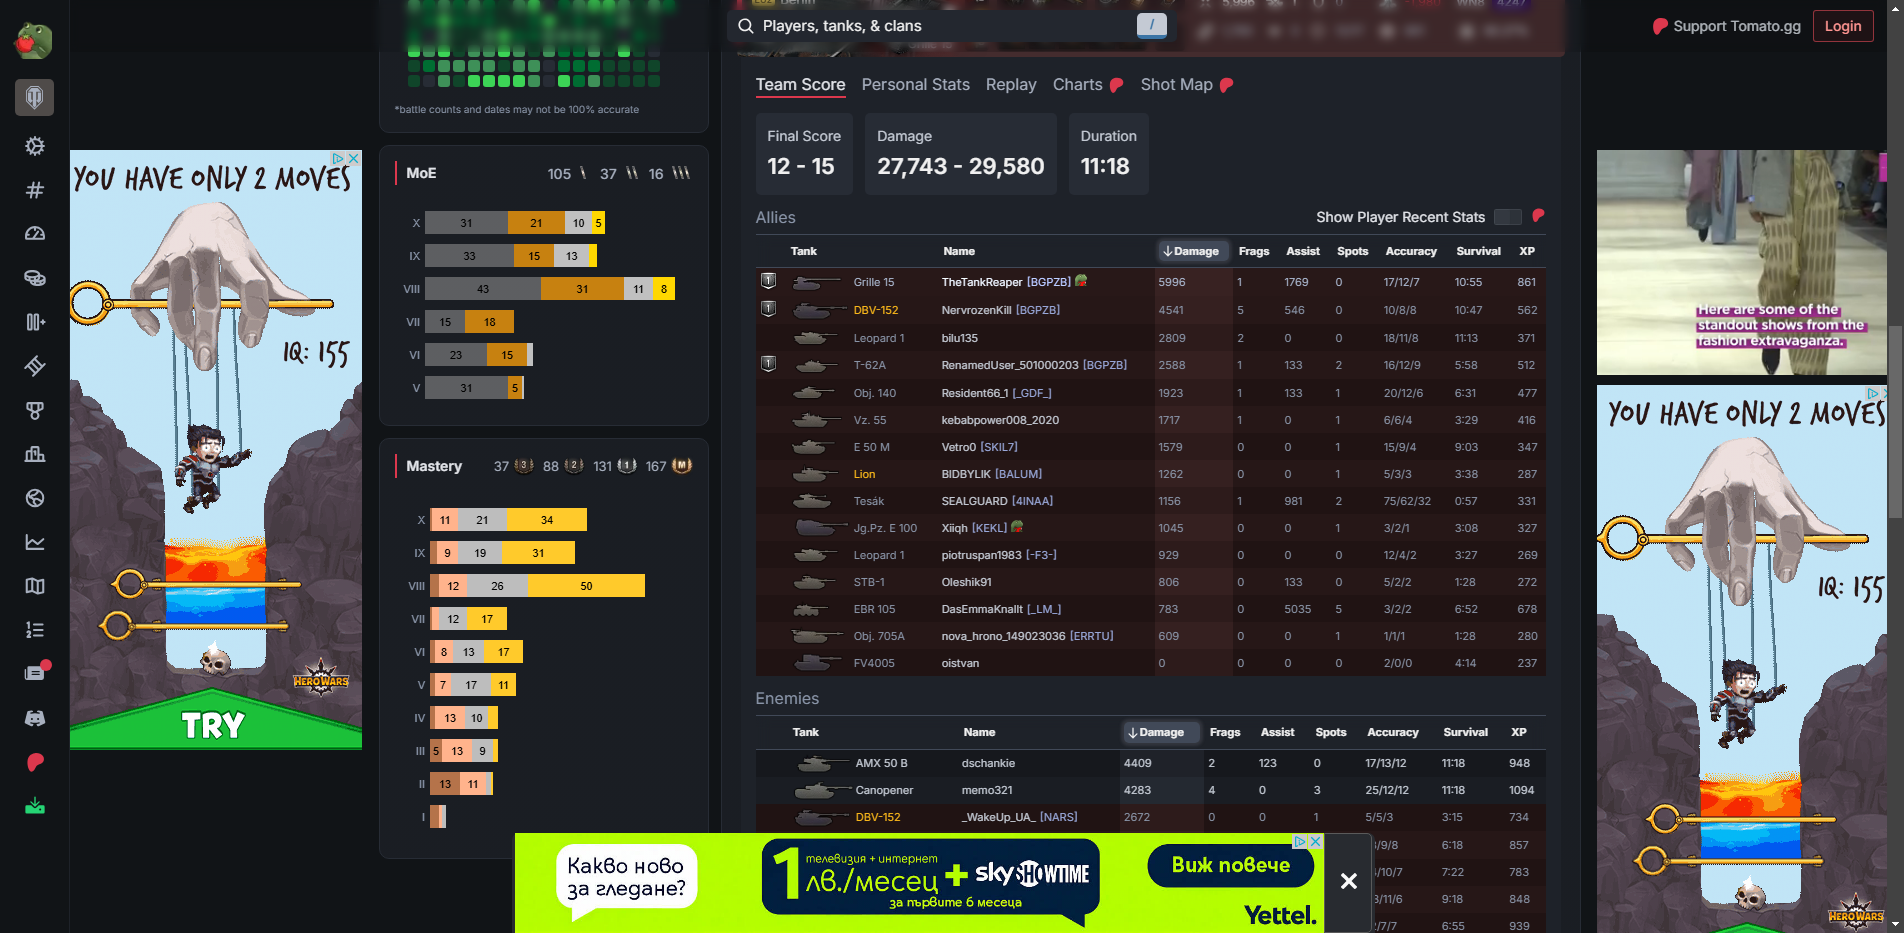 Players, tanks, & clans
/
Support Tomato.gg
Login
*battle counts and dates may not be 100% accurate
MoE 105 37 16
X 31 21 10 5
IX 33 15 13
VIII 43 31 11 8
VII 15 18
VI 23 15
V 31 5
Mastery 37 3 88 2 131 1 167 M
X 11 21 34
IX 9 19 31
VIII 12 26 50
VII 12 17
VI 8 13 17
V 7 17 11
IV 13 10
III 5 13 9
II 13 11
I
Team Score Personal Stats Replay Charts Shot Map
Final Score
12 - 15
Damage
27,743 - 29,580
Duration
11:18
Allies
Show Player Recent Stats
Tank Name ↓Damage Frags Assist Spots Accuracy Survival XP
1 Grille 15 TheTankReaper [BGPZB] 5996 1 1769 0 17/12/7 10:55 861
1 DBV-152 NervrozenKill [BGPZB] 4541 5 546 0 10/8/8 10:47 562
Leopard 1 bilu135 2809 2 0 0 18/11/8 11:13 371
1 T-62A RenamedUser_501000203 [BGPZB] 2588 1 133 2 16/12/9 5:58 512
Obj. 140 Resident66_1 [_GDF_] 1923 1 133 1 20/12/6 6:31 477
Vz. 55 kebabpower008_2020 1717 1 0 1 6/6/4 3:29 416
E 50 M Vetro0 [SKIL7] 1579 0 0 1 15/9/4 9:03 347
Lion BIDBYLIK [BALUM] 1262 0 0 1 5/3/3 3:38 287
Tesák SEALGUARD [4INAA] 1156 1 981 2 75/62/32 0:57 331
Jg.Pz. E 100 Xiiqh [KEKL] 1045 0 0 1 3/2/1 3:08 327
Leopard 1 piotruspan1983 [-F3-] 929 0 0 0 12/4/2 3:27 269
STB-1 Oleshik91 806 0 133 0 5/2/2 1:28 272
EBR 105 DasEmmaKnallt [_LM_] 783 0 5035 5 3/2/2 6:52 678
Obj. 705A nova_hrono_149023036 [ERRTU] 609 0 0 1 1/1/1 1:28 280
FV4005 oistvan 0 0 0 0 2/0/0 4:14 237
Enemies
Tank Name ↓Damage Frags Assist Spots Accuracy Survival XP
AMX 50 B dschankie 4409 2 123 0 17/13/12 11:18 948
Canopener memo321 4283 4 0 3 25/12/12 11:18 1094
DBV-152 _WakeUp_UA_ [NARS] 2672 0 0 1 5/5/3 3:15 734
/9/8 6:18 857
/10/7 7:22 783
/11/6 9:18 848
/7/7 6:55 939
YOU HAVE ONLY 2 MOVES
IQ: 155
HERO WARS
TRY
Here are some of the
standout shows from the
fashion extravaganza.
YOU HAVE ONLY 2 MOVES
IQ: 155
HERO WARS
Какво ново
за гледане?
1 телевизия + интернет
лв./месец + sky SHOWTIME
за първите 6 месеца
Виж повече
Yettel.